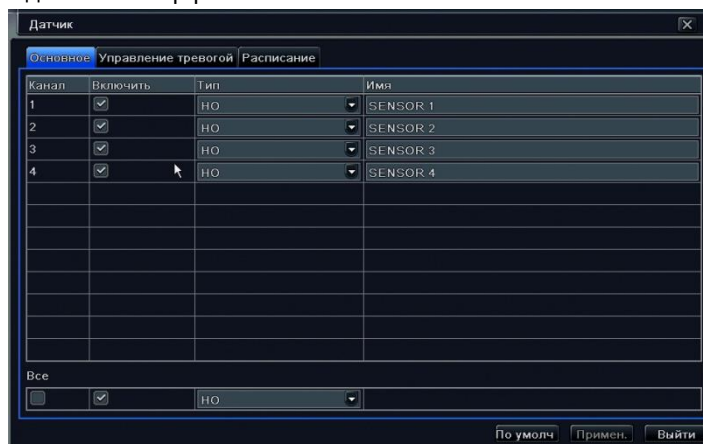 Датчик
Основное Управление тревогой Расписание
Канал Включить Тип Имя
1 НО SENSOR 1
2 НО SENSOR 2
3 НО SENSOR 3
4 НО SENSOR 4
Все
НО
По умолч Примен. Выйти